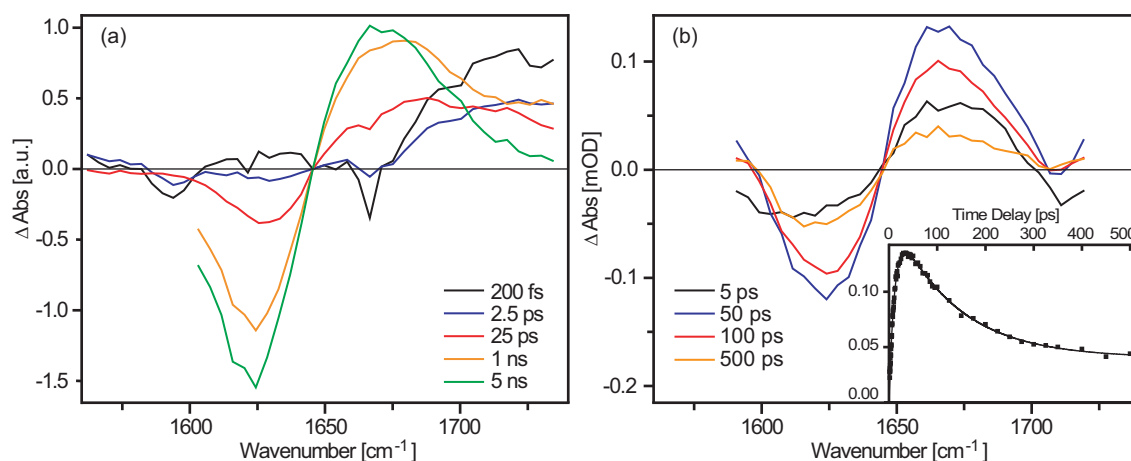 (a)
Δ Abs [a.u.]
1.0
0.5
0.0
-0.5
-1.0
-1.5
200 fs
2.5 ps
25 ps
1 ns
5 ns
1600
1650
1700
Wavenumber [cm⁻¹]
(b)
Δ Abs [mOD]
0.1
0.0
-0.1
-0.2
5 ps
50 ps
100 ps
500 ps
1600
1650
1700
Wavenumber [cm⁻¹]
Time Delay [ps]
0 100 200 300 400 500
0.10
0.05
0.00